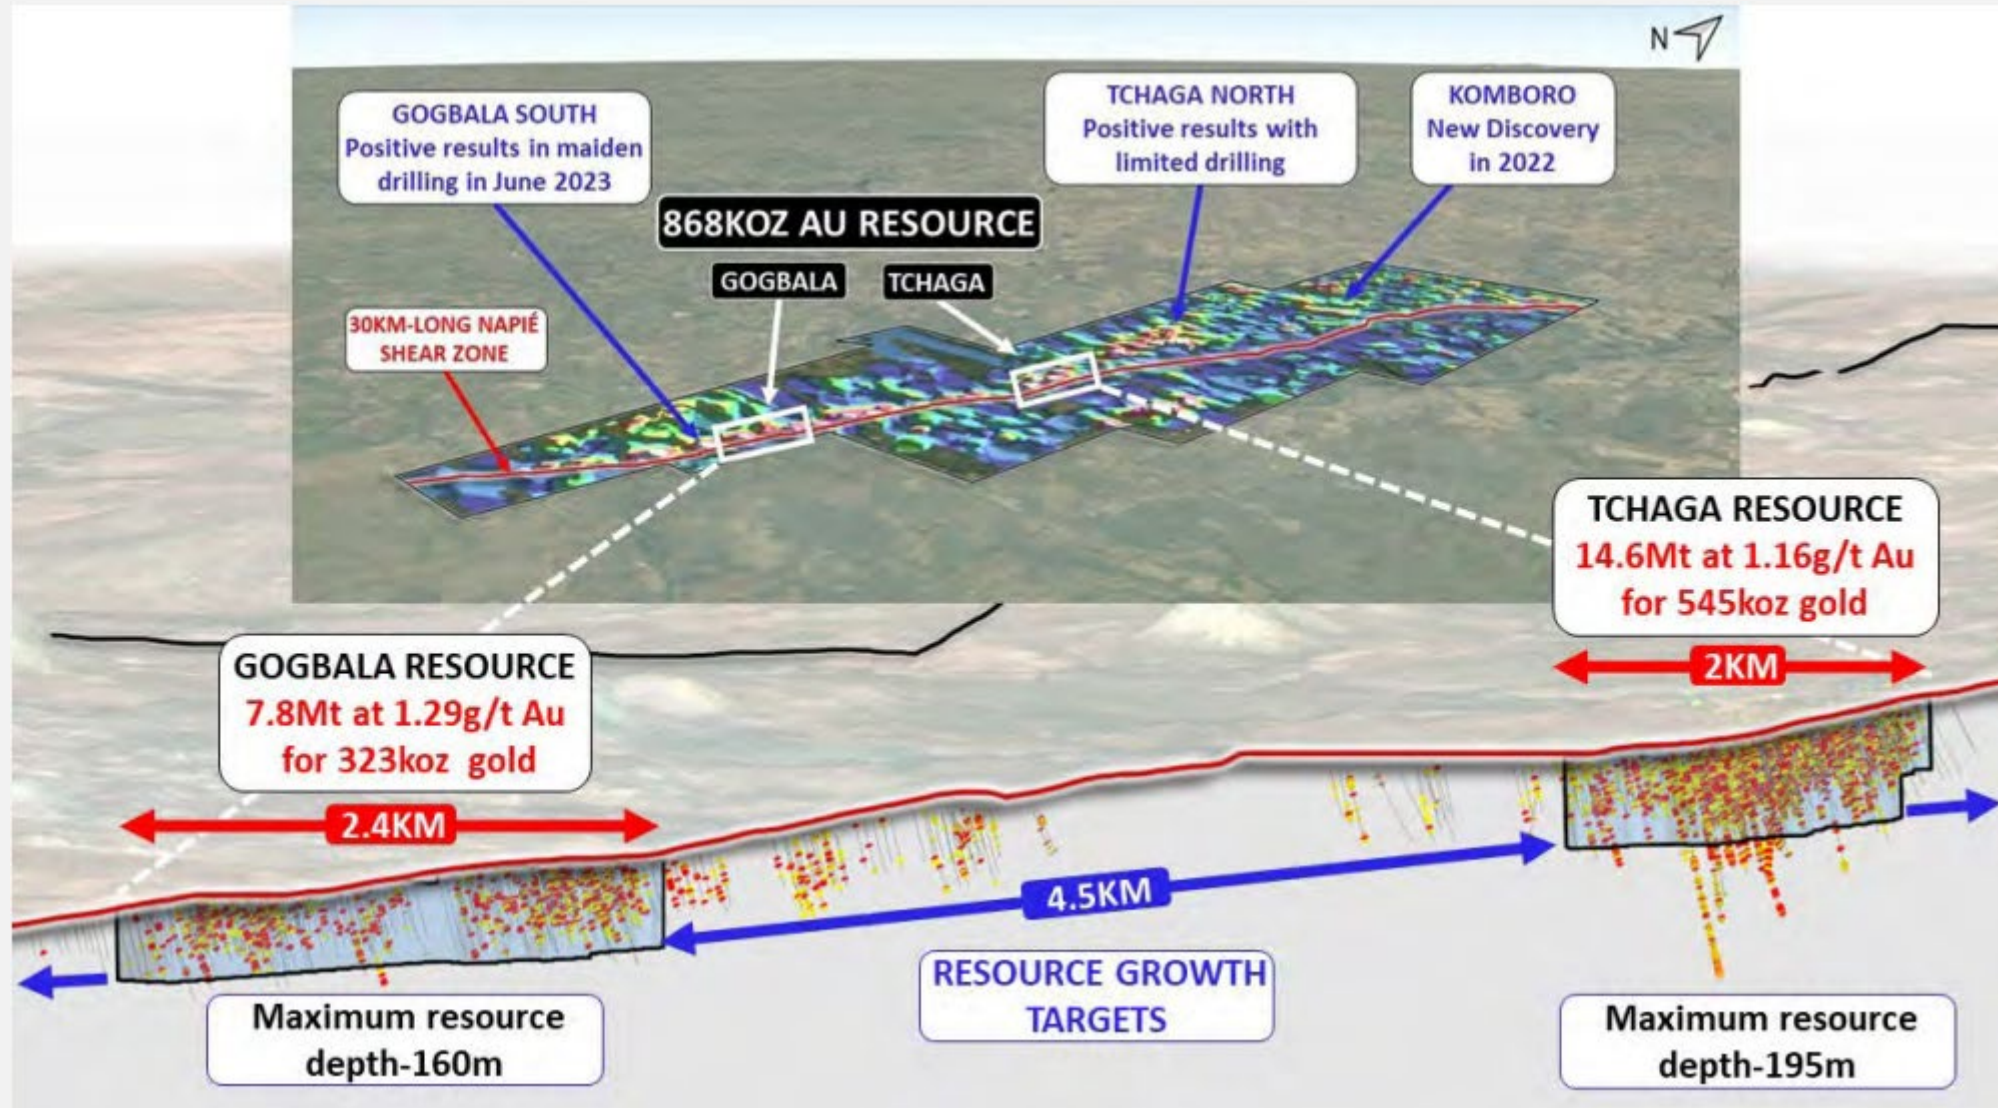 N
GOGBALA SOUTH
Positive results in maiden
drilling in June 2023
TCHAGA NORTH
Positive results with
limited drilling
KOMBORO
New Discovery
in 2022
868KOZ AU RESOURCE
GOGBALA
TCHAGA
30KM-LONG NAPIÉ
SHEAR ZONE
TCHAGA RESOURCE
14.6Mt at 1.16g/t Au
for 545koz gold
2KM
GOGBALA RESOURCE
7.8Mt at 1.29g/t Au
for 323koz gold
2.4KM
4.5KM
RESOURCE GROWTH
TARGETS
Maximum resource
depth-160m
Maximum resource
depth-195m